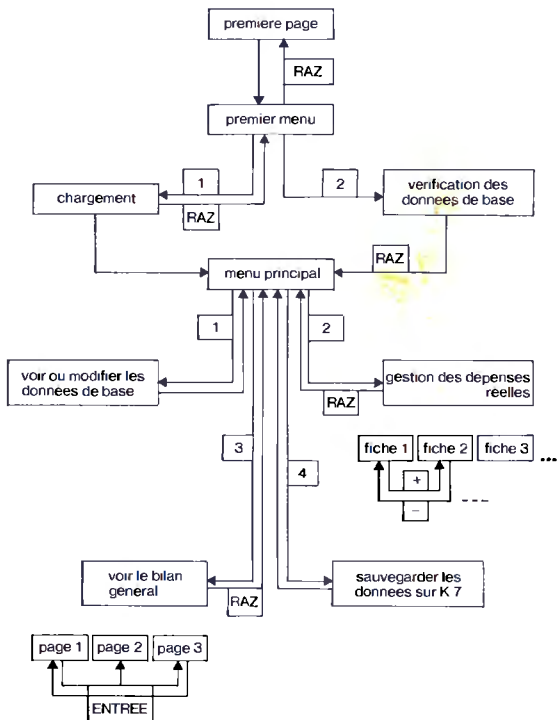 premiere page
RAZ
premier menu
1
2
chargement
RAZ
verification des
donnees de base
RAZ
menu principal
1
2
voir ou modifier les
données de base
gestion des depenses
réelles
RAZ
3
4
fiche 1
fiche 2
fiche 3
...
+
−
voir le bilan
general
RAZ
sauvegarder les
donnees sur K 7
page 1
page 2
page 3
ENTREE